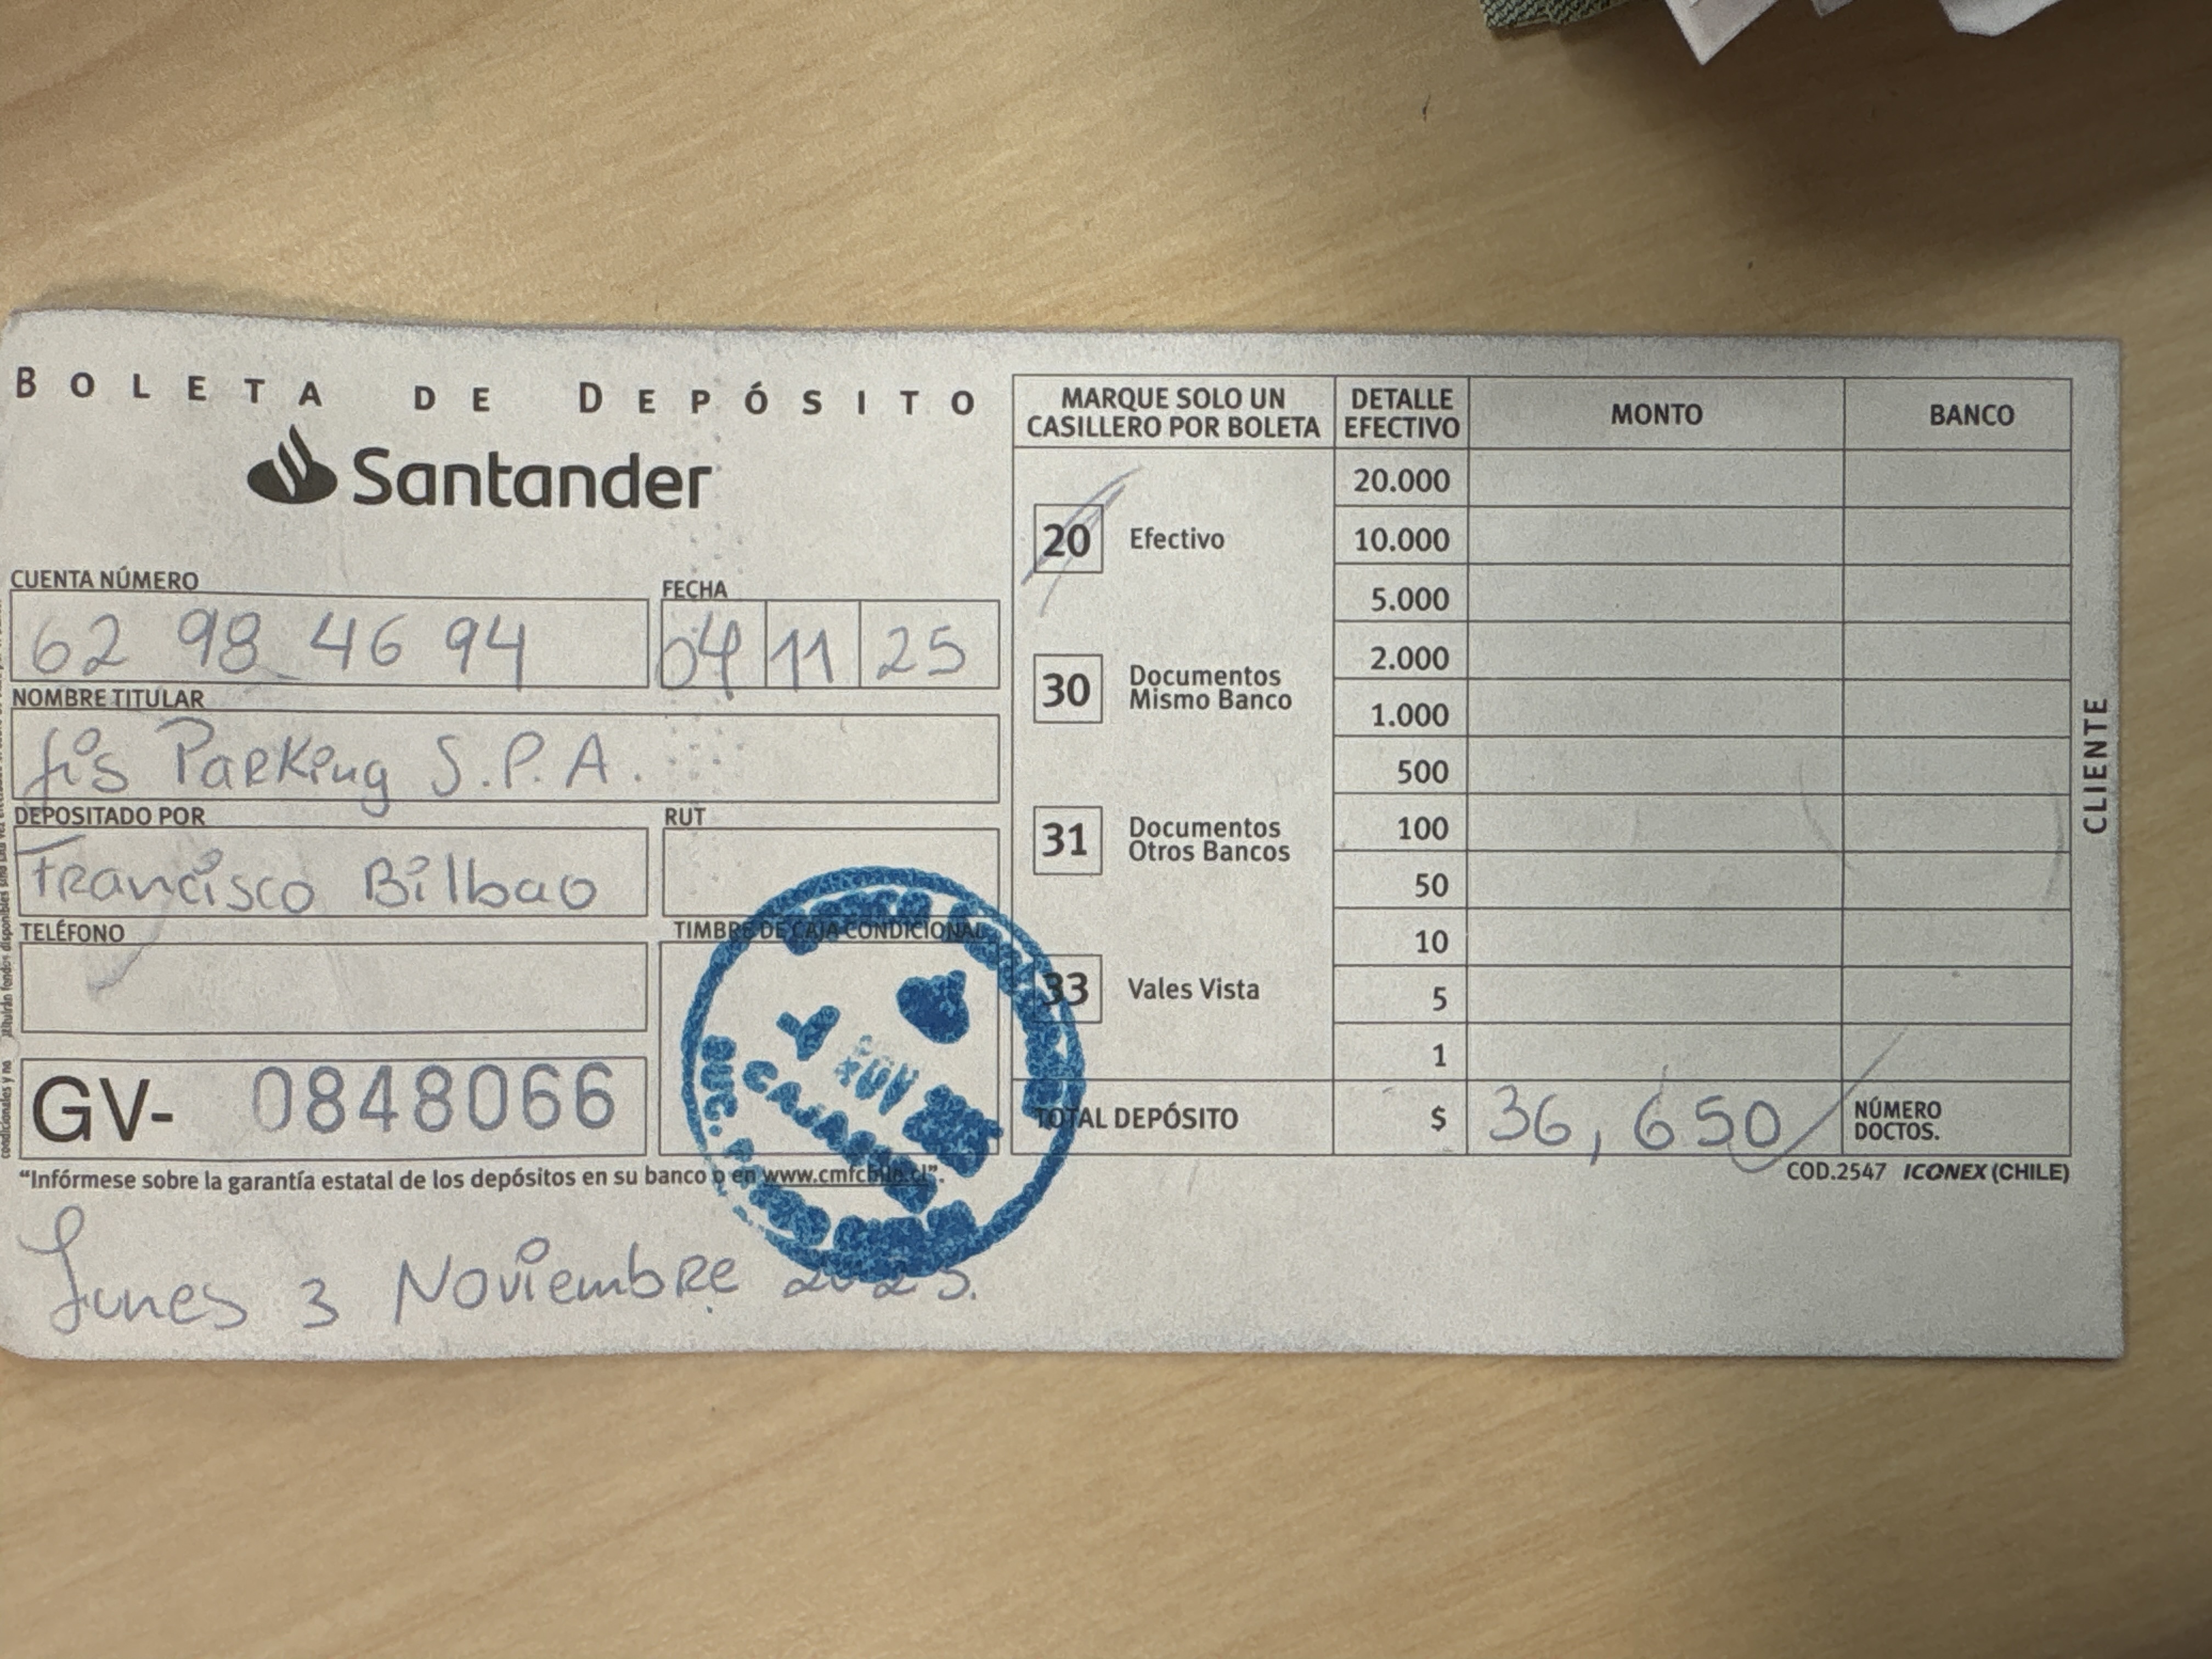 BOLETA DE DEPÓSITO
Santander
CUENTA NÚMERO
62 98 46 94
FECHA
04 11 25
NOMBRE TITULAR
Jis Parking S.P.A.
DEPOSITADO POR
Francisco Bilbao
RUT
TELÉFONO
TIMBRE DE CAJA CONDICIONAL
GV- 0848066
"Infórmese sobre la garantía estatal de los depósitos en su banco o en www.cmfchile.cl".
Lunes 3 Noviembre 2025.
MARQUE SOLO UN
CASILLERO POR BOLETA
20 Efectivo
30 Documentos
Mismo Banco
31 Documentos
Otros Bancos
33 Vales Vista
DETALLE
EFECTIVO
MONTO
BANCO
20.000
10.000
5.000
2.000
1.000
500
100
50
10
5
1
TOTAL DEPÓSITO $ 36,650
NÚMERO
DOCTOS.
COD.2547 ICONEX (CHILE)
CLIENTE